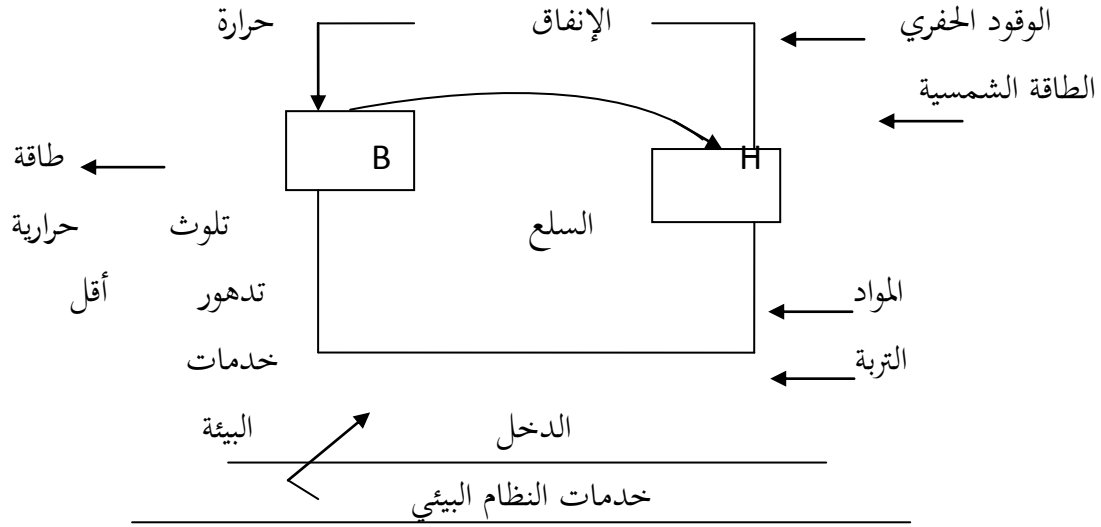 الوقود الحفري الإنفاق حرارة
الطاقة الشمسية
H B طاقة
السلع تلوث حرارية
المواد تدهور أقل
التربة خدمات
الدخل البيئة
خدمات النظام البيئي